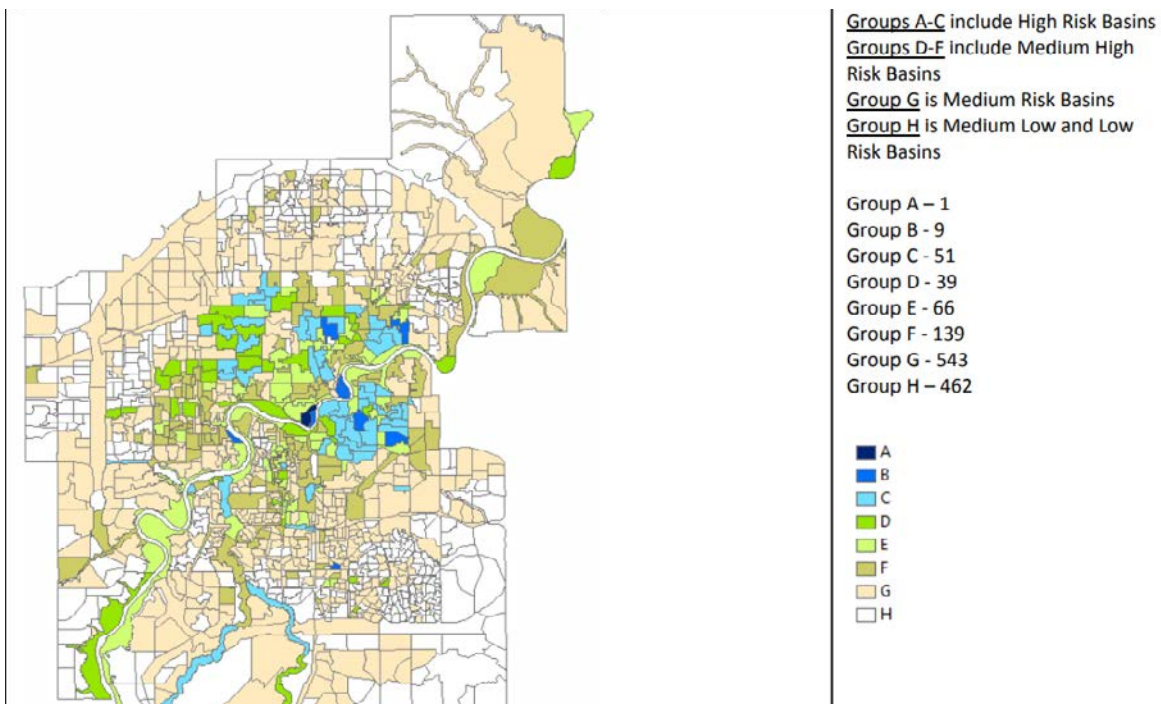 Groups A-C include High Risk Basins
Groups D-F include Medium High
Risk Basins
Group G is Medium Risk Basins
Group H is Medium Low and Low
Risk Basins
Group A – 1
Group B - 9
Group C - 51
Group D - 39
Group E - 66
Group F - 139
Group G - 543
Group H – 462
A
B
C
D
E
F
G
H